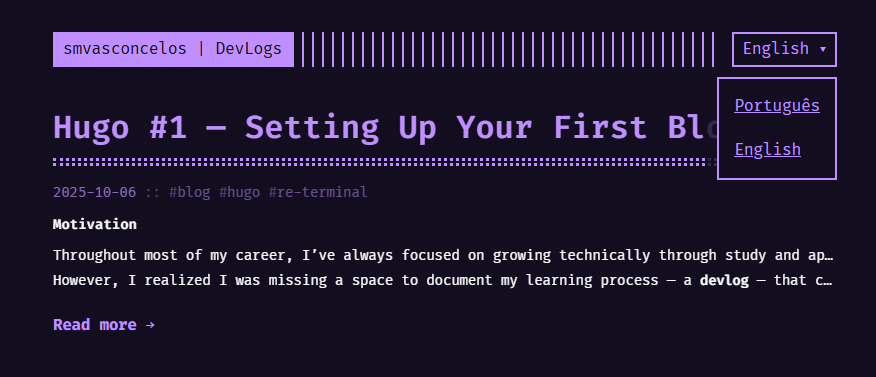 smvasconcelos | DevLogs
English ▾
Português
English
Hugo #1 — Setting Up Your First
2025-10-06 :: #blog #hugo #re-terminal
Motivation
Throughout most of my career, I’ve always focused on growing technically through study and ap…
However, I realized I was missing a space to document my learning process — a devlog — that c…
Read more →